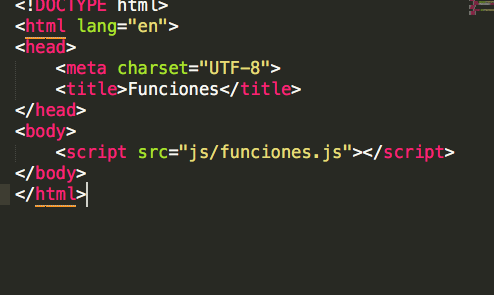 <!DOCTYPE html>
<html lang="en">
<head>
<meta charset="UTF-8">
<title>Funciones</title>
</head>
<body>
<script src="js/funciones.js"></script>
</body>
</html>